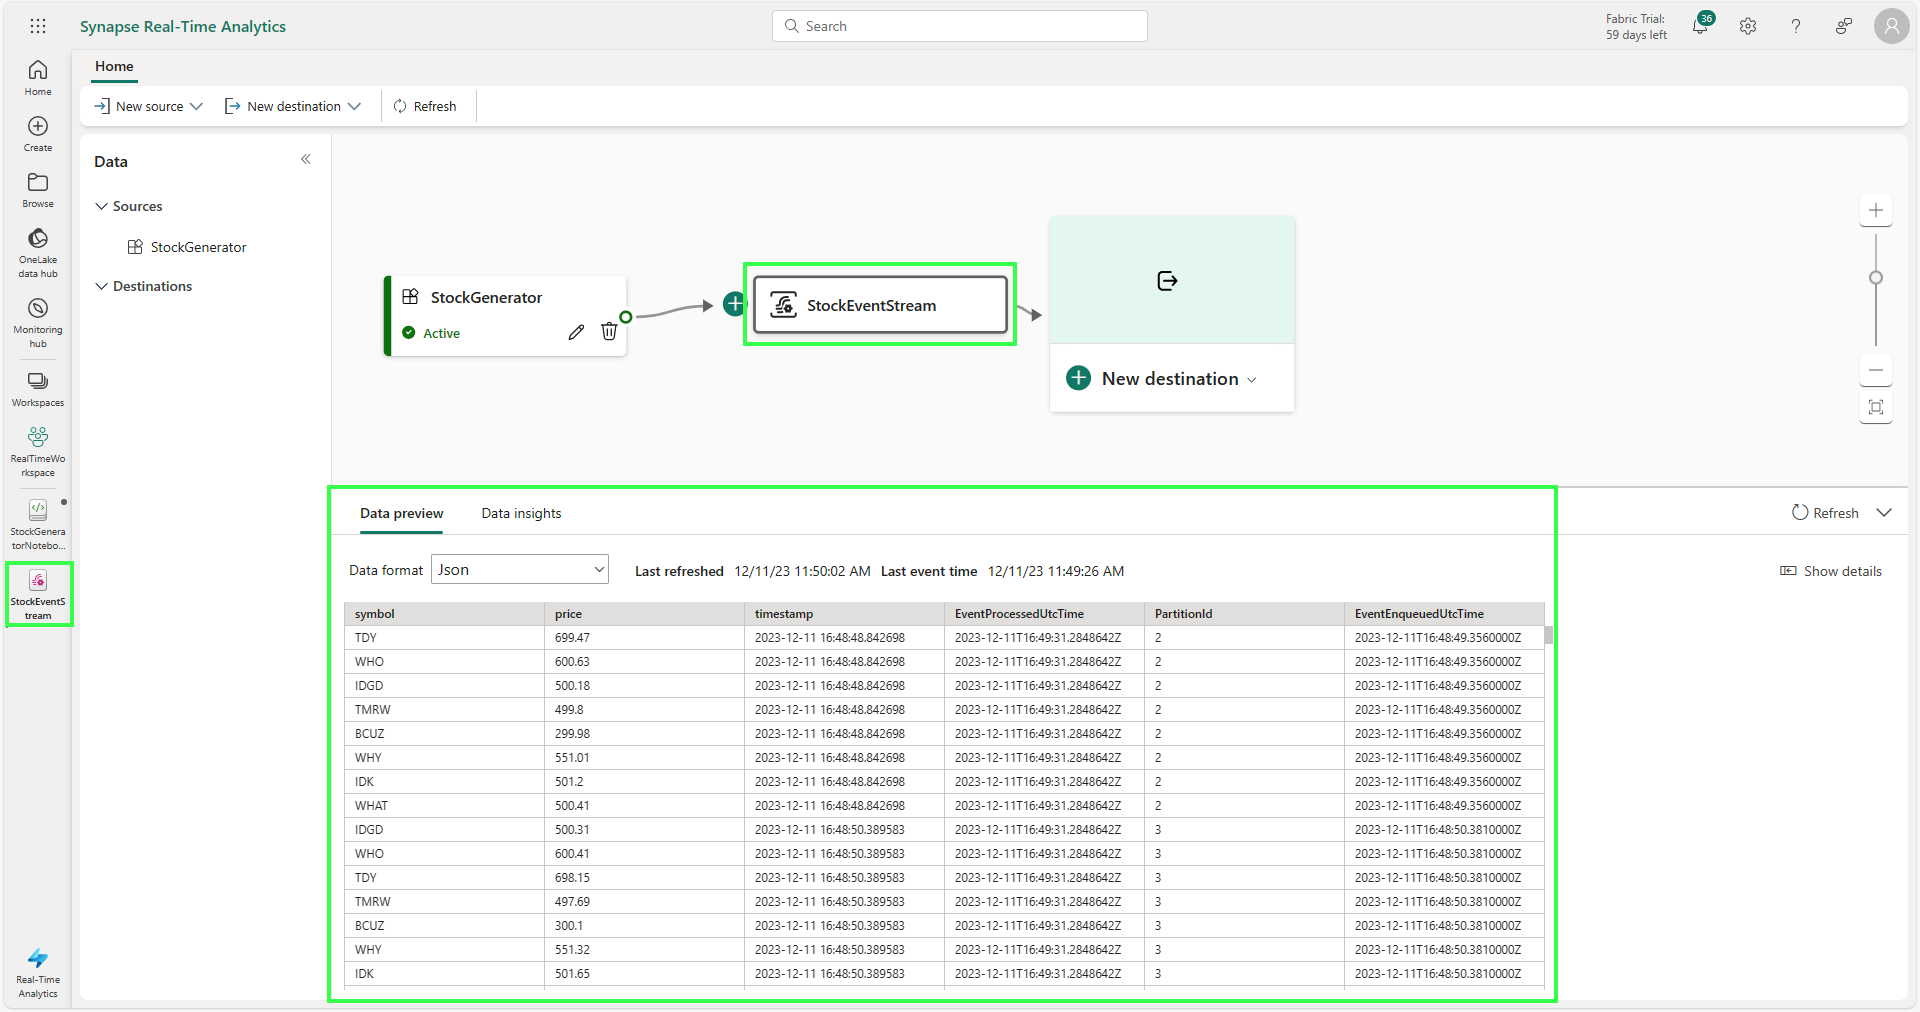 Synapse Real-Time Analytics
Search
Fabric Trial:
59 days left
36
Home
Create
Browse
OneLake
data hub
Monitoring
hub
Workspaces
RealTimeWo
rkspace
StockGenera
torNotebo...
StockEventS
tream
Real-Time
Analytics
Home
New source
New destination
Refresh
Data
Sources
StockGenerator
Destinations
StockGenerator
Active
StockEventStream
New destination
Data preview
Data insights
Refresh
Data format Json Last refreshed 12/11/23 11:50:02 AM Last event time 12/11/23 11:49:26 AM
Show details
symbol price timestamp EventProcessedUtcTime PartitionId EventEnqueuedUtcTime
TDY 699.47 2023-12-11 16:48:48.842698 2023-12-11T16:49:31.2848642Z 2 2023-12-11T16:48:49.3560000Z
WHO 600.63 2023-12-11 16:48:48.842698 2023-12-11T16:49:31.2848642Z 2 2023-12-11T16:48:49.3560000Z
IDGD 500.18 2023-12-11 16:48:48.842698 2023-12-11T16:49:31.2848642Z 2 2023-12-11T16:48:49.3560000Z
TMRW 499.8 2023-12-11 16:48:48.842698 2023-12-11T16:49:31.2848642Z 2 2023-12-11T16:48:49.3560000Z
BCUZ 299.98 2023-12-11 16:48:48.842698 2023-12-11T16:49:31.2848642Z 2 2023-12-11T16:48:49.3560000Z
WHY 551.01 2023-12-11 16:48:48.842698 2023-12-11T16:49:31.2848642Z 2 2023-12-11T16:48:49.3560000Z
IDK 501.2 2023-12-11 16:48:48.842698 2023-12-11T16:49:31.2848642Z 2 2023-12-11T16:48:49.3560000Z
WHAT 500.41 2023-12-11 16:48:48.842698 2023-12-11T16:49:31.2848642Z 2 2023-12-11T16:48:49.3560000Z
IDGD 500.31 2023-12-11 16:48:50.389583 2023-12-11T16:49:31.2848642Z 3 2023-12-11T16:48:50.3810000Z
WHO 600.41 2023-12-11 16:48:50.389583 2023-12-11T16:49:31.2848642Z 3 2023-12-11T16:48:50.3810000Z
TDY 698.15 2023-12-11 16:48:50.389583 2023-12-11T16:49:31.2848642Z 3 2023-12-11T16:48:50.3810000Z
TMRW 497.69 2023-12-11 16:48:50.389583 2023-12-11T16:49:31.2848642Z 3 2023-12-11T16:48:50.3810000Z
BCUZ 300.1 2023-12-11 16:48:50.389583 2023-12-11T16:49:31.2848642Z 3 2023-12-11T16:48:50.3810000Z
WHY 551.32 2023-12-11 16:48:50.389583 2023-12-11T16:49:31.2848642Z 3 2023-12-11T16:48:50.3810000Z
IDK 501.65 2023-12-11 16:48:50.389583 2023-12-11T16:49:31.2848642Z 3 2023-12-11T16:48:50.3810000Z